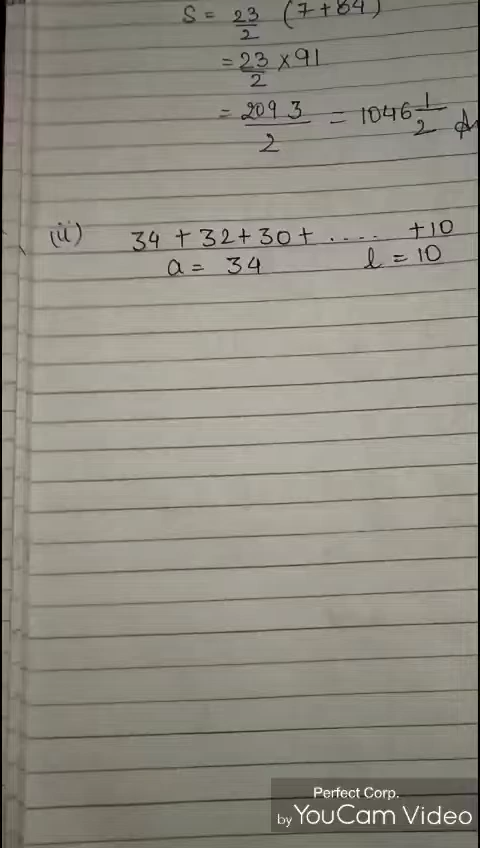 S = 23/2 (7+84)
= 23/2 × 91
= 2093/2 = 1046 1/2
(ii) 34 + 32 + 30 + .... + 10
a = 34 l = 10
Perfect Corp.
by YouCam Video